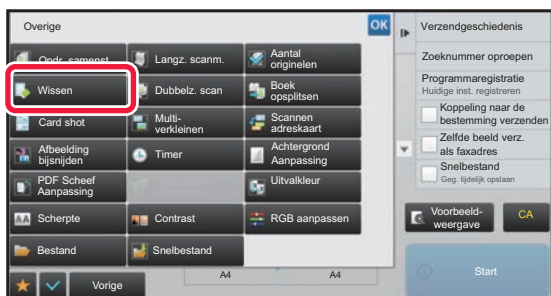 Overige
OK
Opdr. samenst.
Langz. scanm.
Aantal
originelen
Wissen
Dubbelz. scan
Boek
opsplitsen
Card shot
Multi-
verkleinen
Scannen
adreskaart
Afbeelding
bijsnijden
Timer
Achtergrond
Aanpassing
PDF Scheef
Aanpassing
Uitvalkleur
Scherpte
Contrast
RGB aanpassen
Bestand
Snelbestand
Vorige
A4
A4
Verzendgeschiedenis
Zoeknummer oproepen
Programmaregistratie
Huidige inst. registreren
Koppeling naar de
bestemming verzenden
Zelfde beeld verz.
als faxadres
Snelbestand
Geg. tijdelijk opslaan
Voorbeeld-
weergave
CA
Start